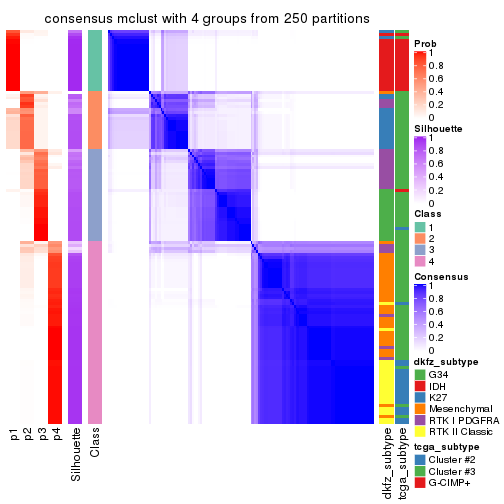 consensus mclust with 4 groups from 250 partitions
Prob
1
0.8
0.6
0.4
0.2
0
Silhouette
1
0.8
0.6
0.4
0.2
0
Class
1
2
3
4
Consensus
1
0.8
0.6
0.4
0.2
0
dkfz_subtype
G34
IDH
K27
Mesenchymal
RTK I PDGFRA
RTK II Classic
tcga_subtype
Cluster #2
Cluster #3
G-CIMP+
p1
p2
p3
p4
Silhouette
Class
dkfz_subtype
tcga_subtype